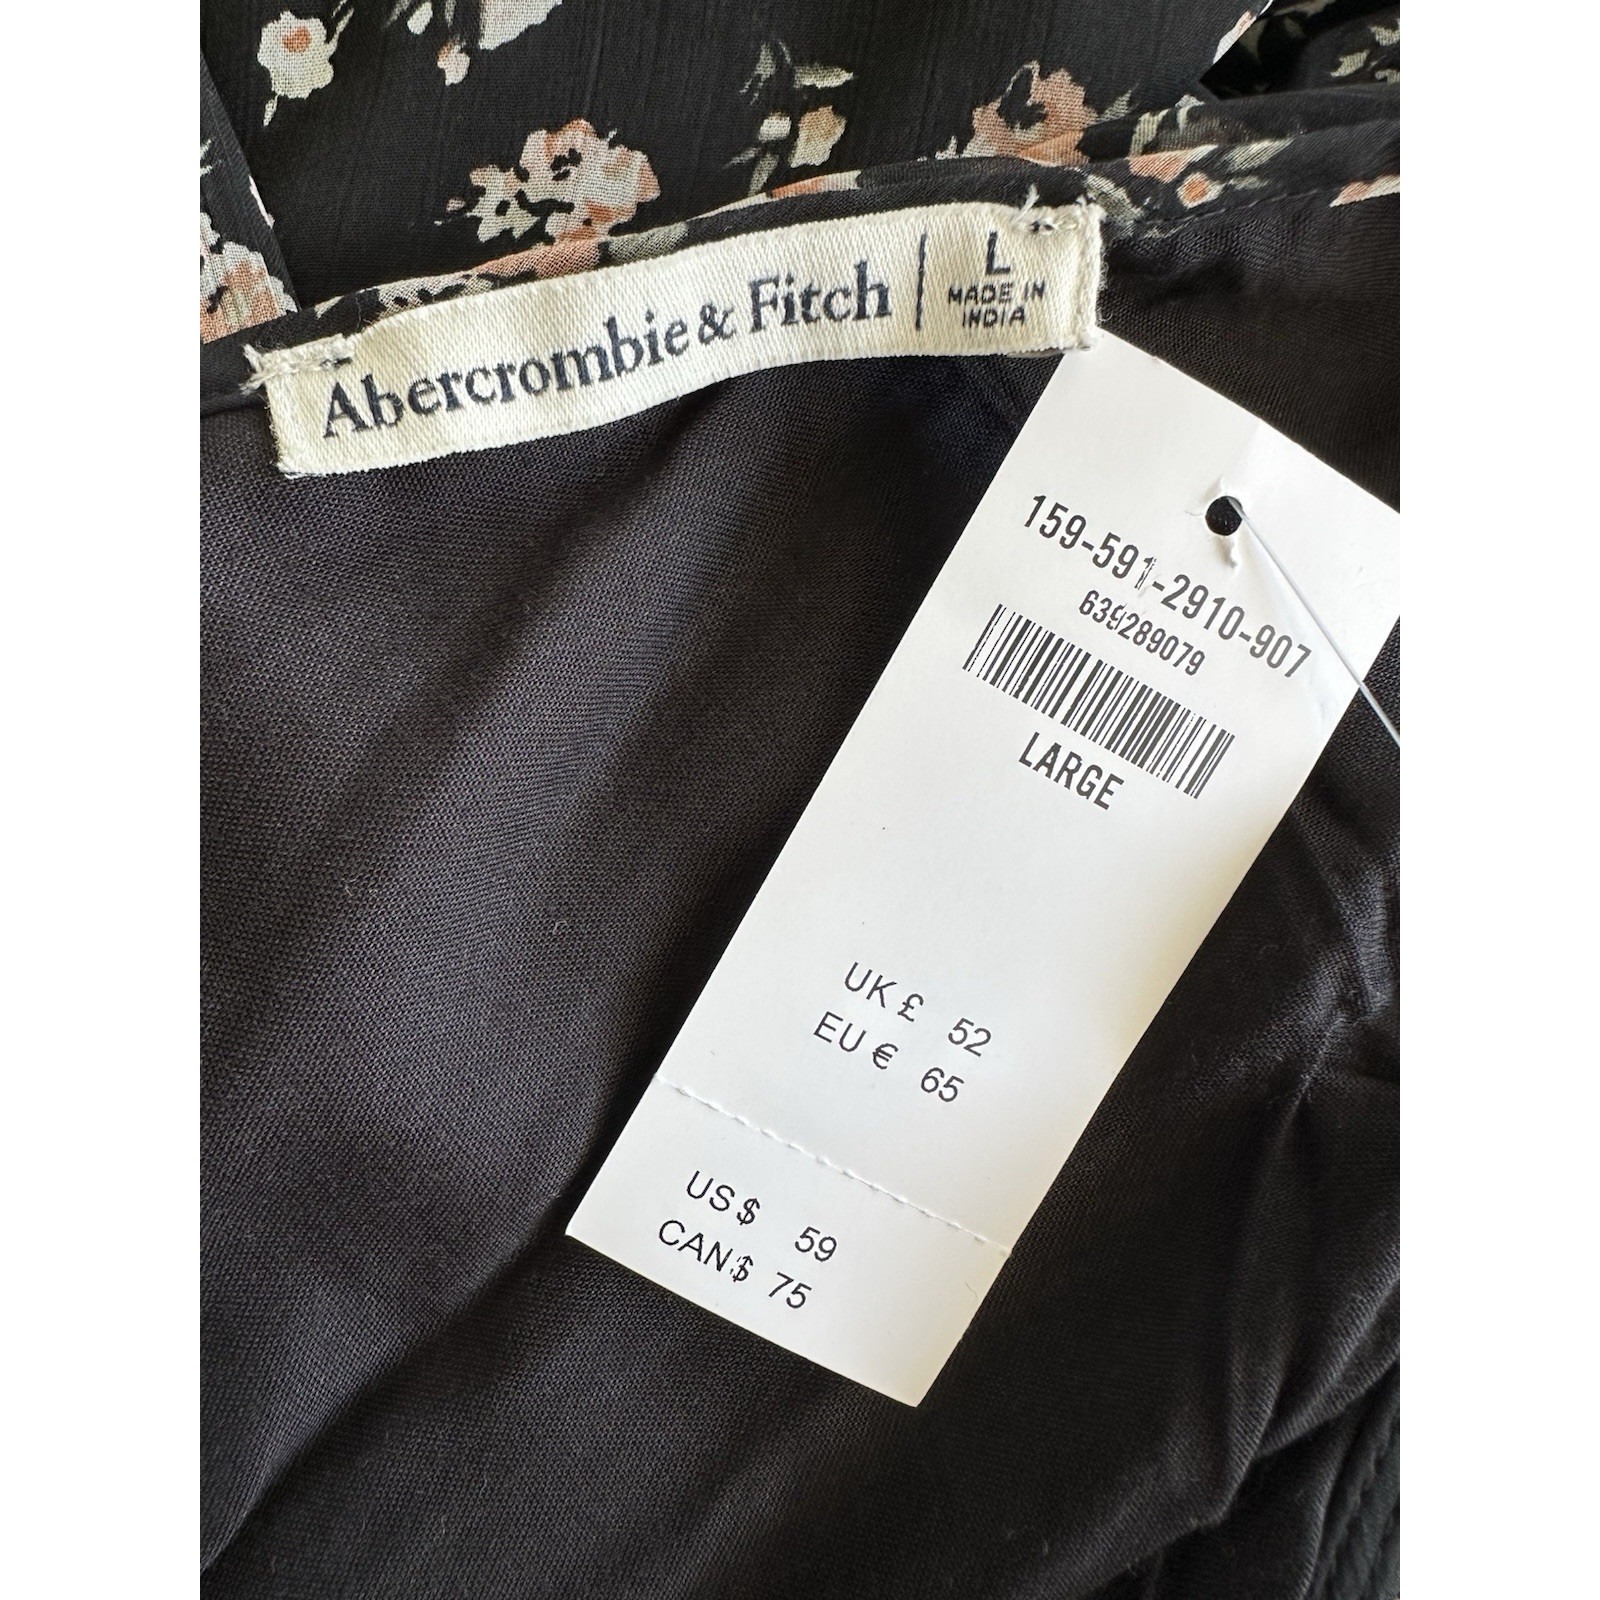 Abercrombie & Fitch
L
MADE IN
INDIA
159-591-2910-907
639289079
LARGE
UK £ 52
EU € 65
US $ 59
CAN $ 75